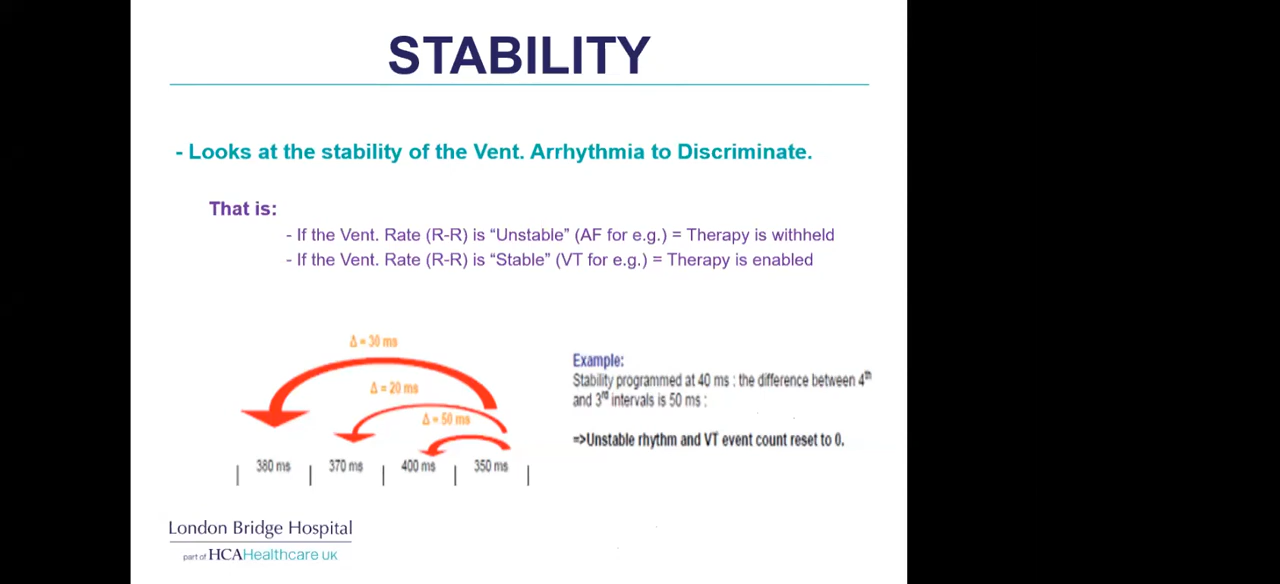 STABILITY
- Looks at the stability of the Vent. Arrhythmia to Discriminate.
That is:
- If the Vent. Rate (R-R) is “Unstable” (AF for e.g.) = Therapy is withheld
- If the Vent. Rate (R-R) is “Stable” (VT for e.g.) = Therapy is enabled
Δ = 30 ms
Δ = 20 ms
Δ = 50 ms
380 ms | 370 ms | 400 ms | 350 ms
Example:
Stability programmed at 40 ms : the difference between 4th
and 3rd intervals is 50 ms :
=>Unstable rhythm and VT event count reset to 0.
London Bridge Hospital
part of HCAHealthcare UK